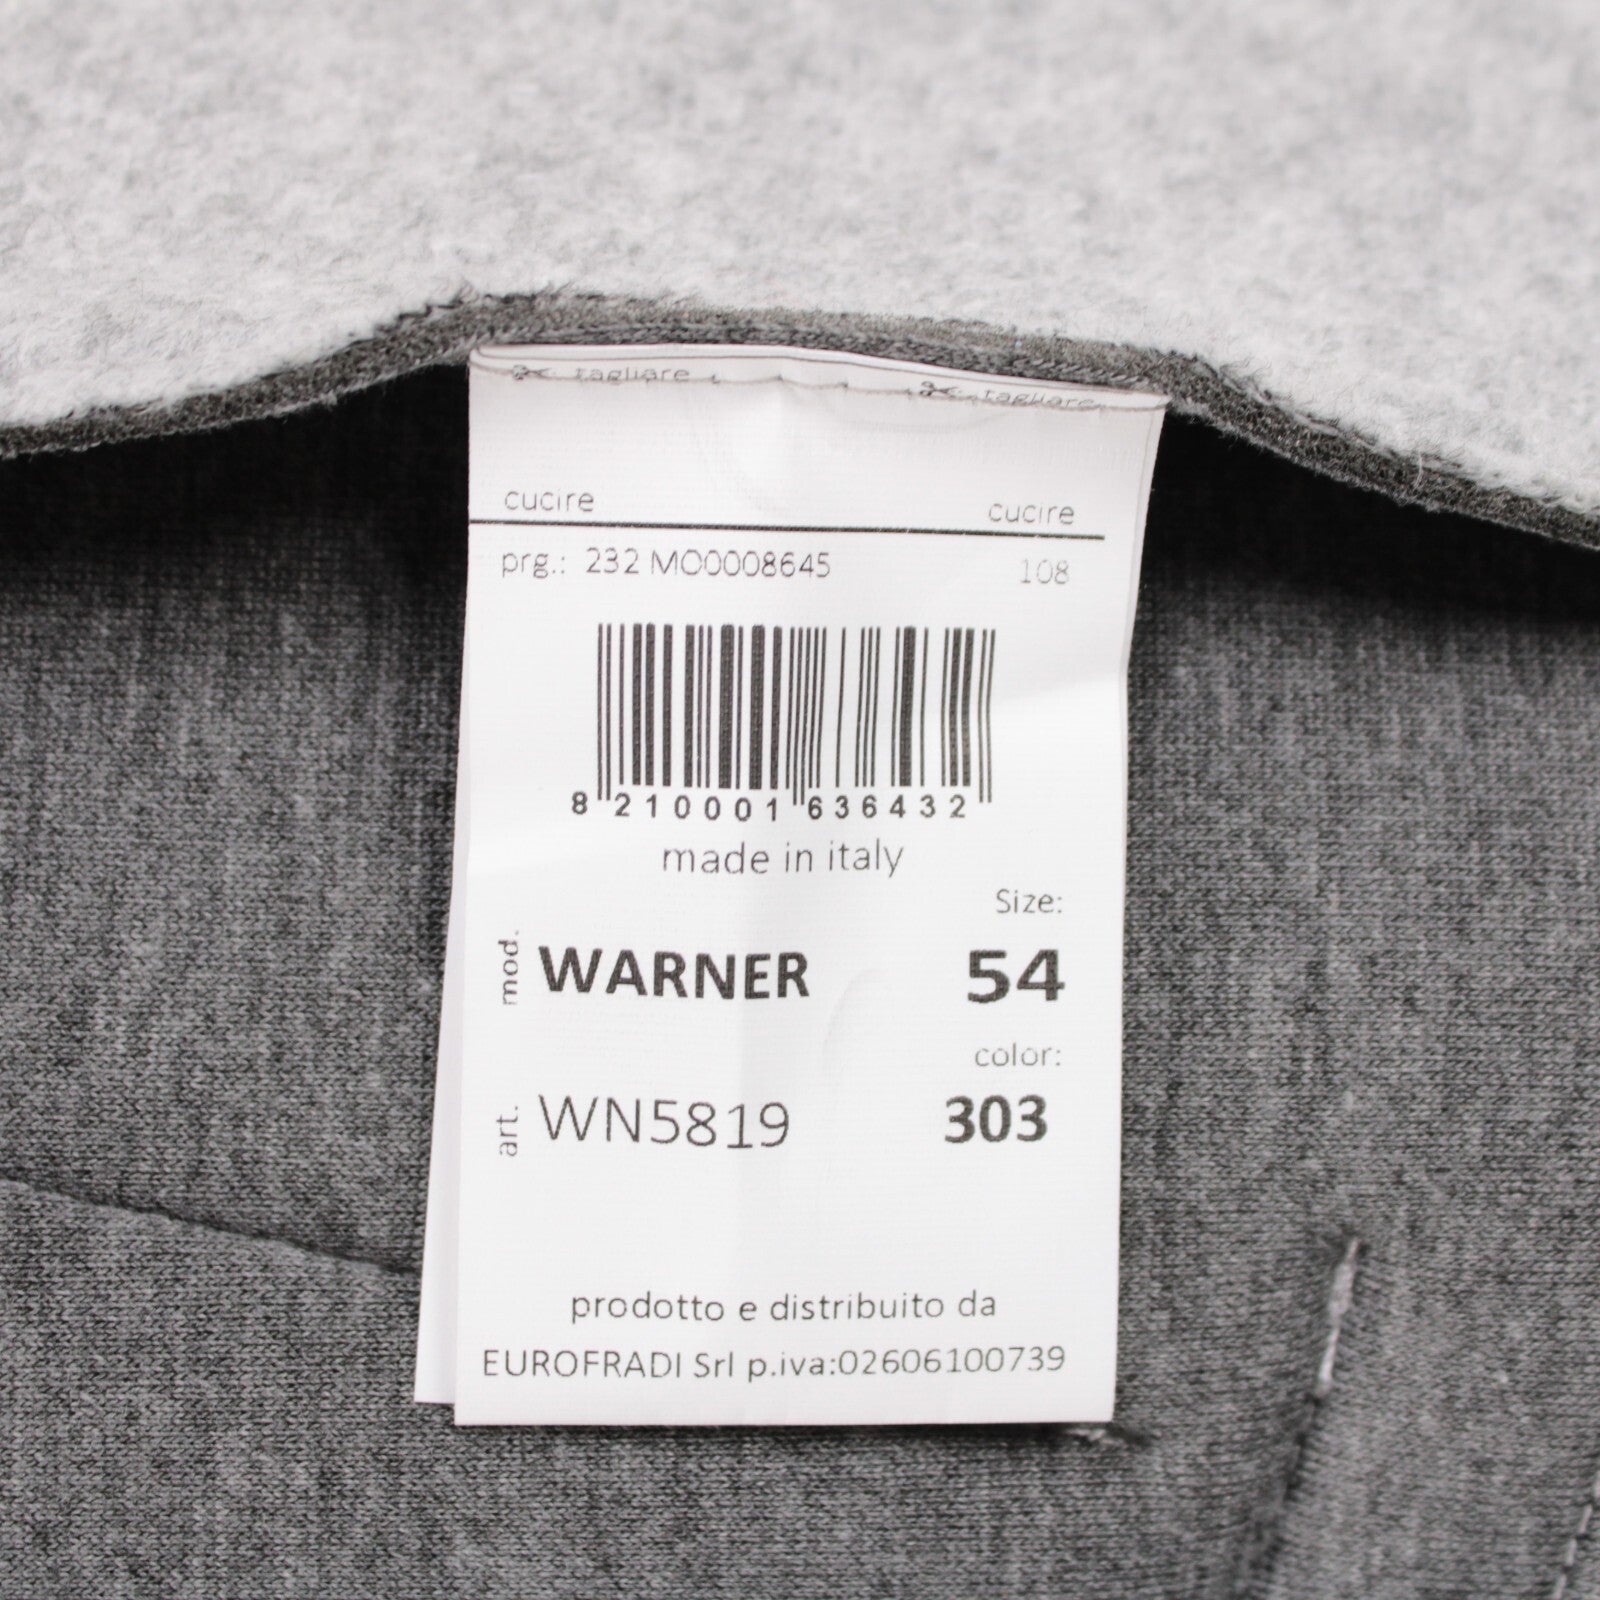 tagliare tagliare
cucire cucire
prg.: 232 MO0008645 108
8 210001 636432
made in italy
Size:
mod. WARNER 54
color:
art. WN5819 303
prodotto e distribuito da
EUROFRADI Srl p.iva:02606100739